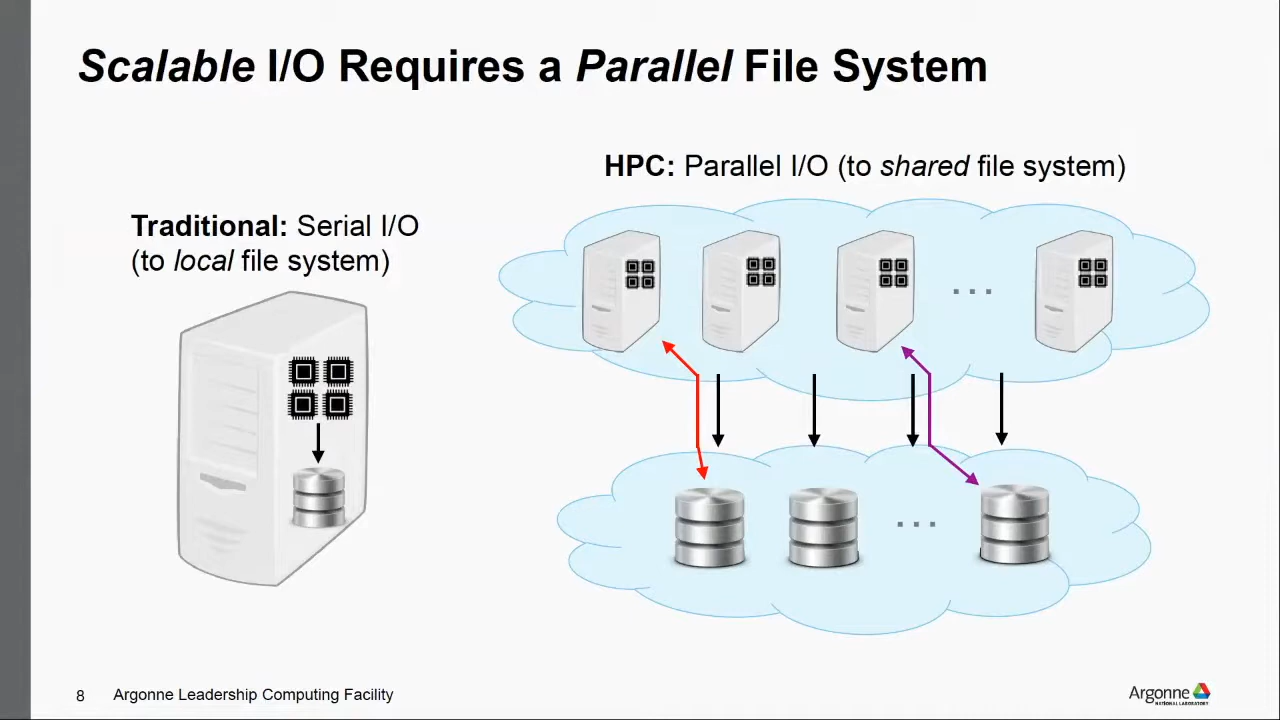 Scalable I/O Requires a Parallel File System
HPC: Parallel I/O (to shared file system)
Traditional: Serial I/O
(to local file system)
...
...
8 Argonne Leadership Computing Facility
Argonne
NATIONAL LABORATORY